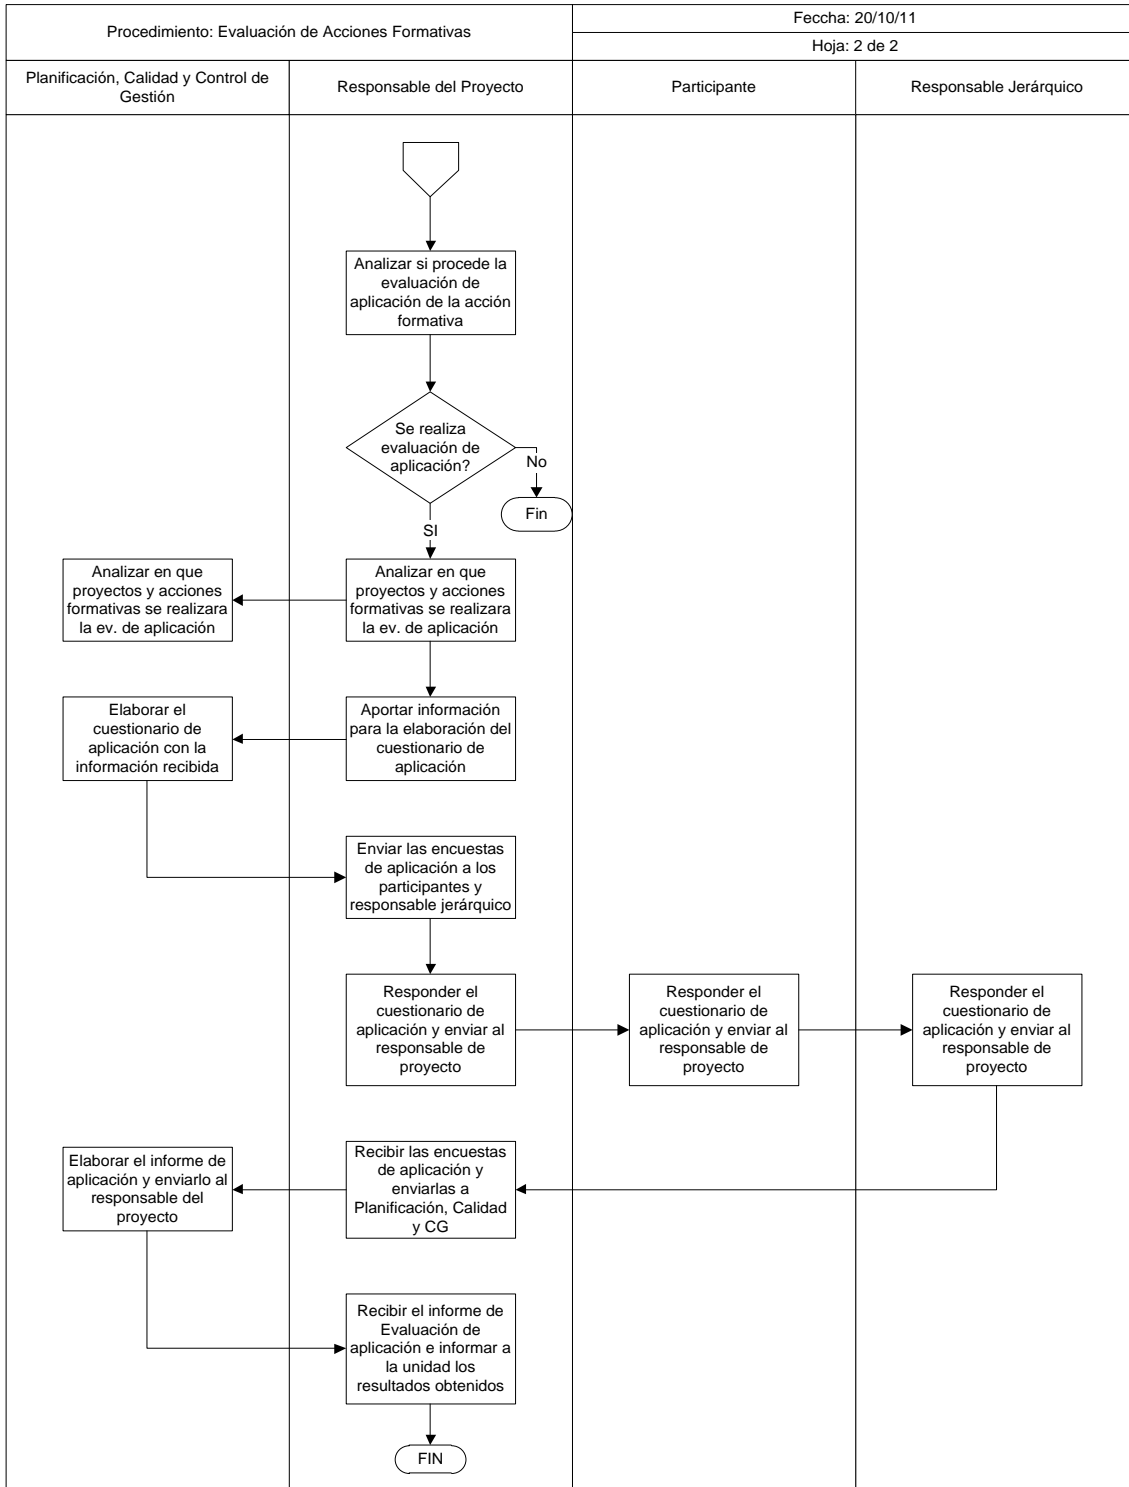 Procedimiento: Evaluación de Acciones Formativas
Feccha: 20/10/11
Hoja: 2 de 2
Planificación, Calidad y Control de
Gestión
Responsable del Proyecto
Participante
Responsable Jerárquico
Analizar si procede la
evaluación de
aplicación de la acción
formativa
Se realiza
evaluación de
aplicación?
No
Fin
SI
Analizar en que
proyectos y acciones
formativas se realizara
la ev. de aplicación
Analizar en que
proyectos y acciones
formativas se realizara
la ev. de aplicación
Elaborar el
cuestionario de
aplicación con la
información recibida
Aportar información
para la elaboración del
cuestionario de
aplicación
Enviar las encuestas
de aplicación a los
participantes y
responsable jerárquico
Responder el
cuestionario de
aplicación y enviar al
responsable de
proyecto
Responder el
cuestionario de
aplicación y enviar al
responsable de
proyecto
Responder el
cuestionario de
aplicación y enviar al
responsable de
proyecto
Elaborar el informe de
aplicación y enviarlo al
responsable del
proyecto
Recibir las encuestas
de aplicación y
enviarlas a
Planificación, Calidad
y CG
Recibir el informe de
Evaluación de
aplicación e informar a
la unidad los
resultados obtenidos
FIN